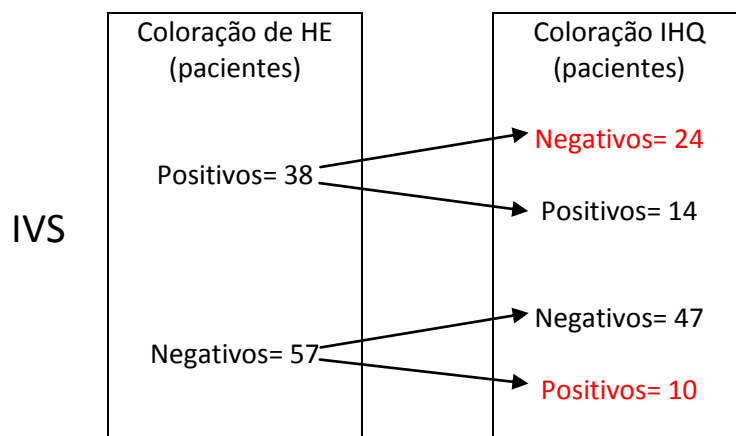 Coloração de HE
(pacientes)
Coloração IHQ
(pacientes)
Negativos= 24
Positivos= 38
Positivos= 14
IVS
Negativos= 47
Negativos= 57
Positivos= 10